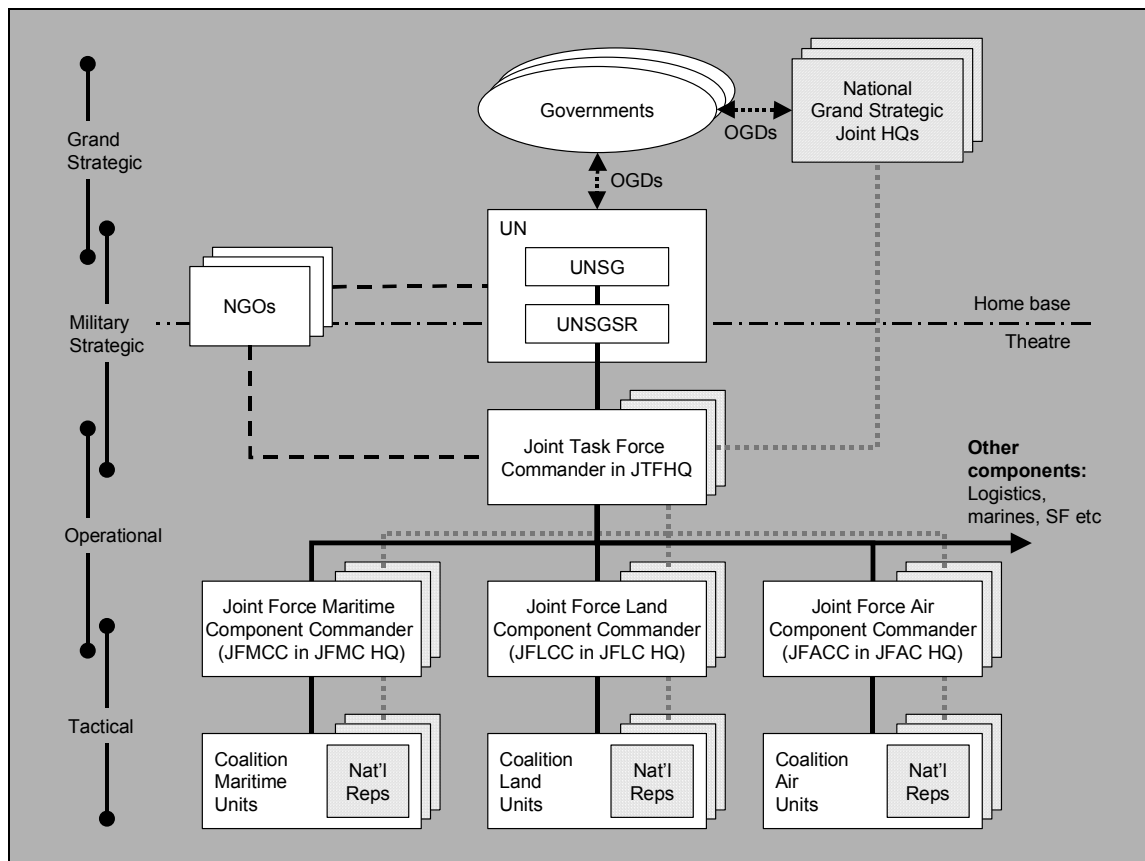 Grand
Strategic
Military
Strategic
Operational
Tactical
Governments
OGDs
National
Grand Strategic
Joint HQs
OGDs
UN
UNSG
UNSGSR
NGOs
Home base
Theatre
Joint Task Force
Commander in JTFHQ
Other
components:
Logistics,
marines, SF etc
Joint Force Maritime
Component Commander
(JFMCC in JFMC HQ)
Joint Force Land
Component Commander
(JFLCC in JFLC HQ)
Joint Force Air
Component Commander
(JFACC in JFAC HQ)
Coalition
Maritime
Units
Nat’l
Reps
Coalition
Land
Units
Nat’l
Reps
Coalition
Air
Units
Nat’l
Reps